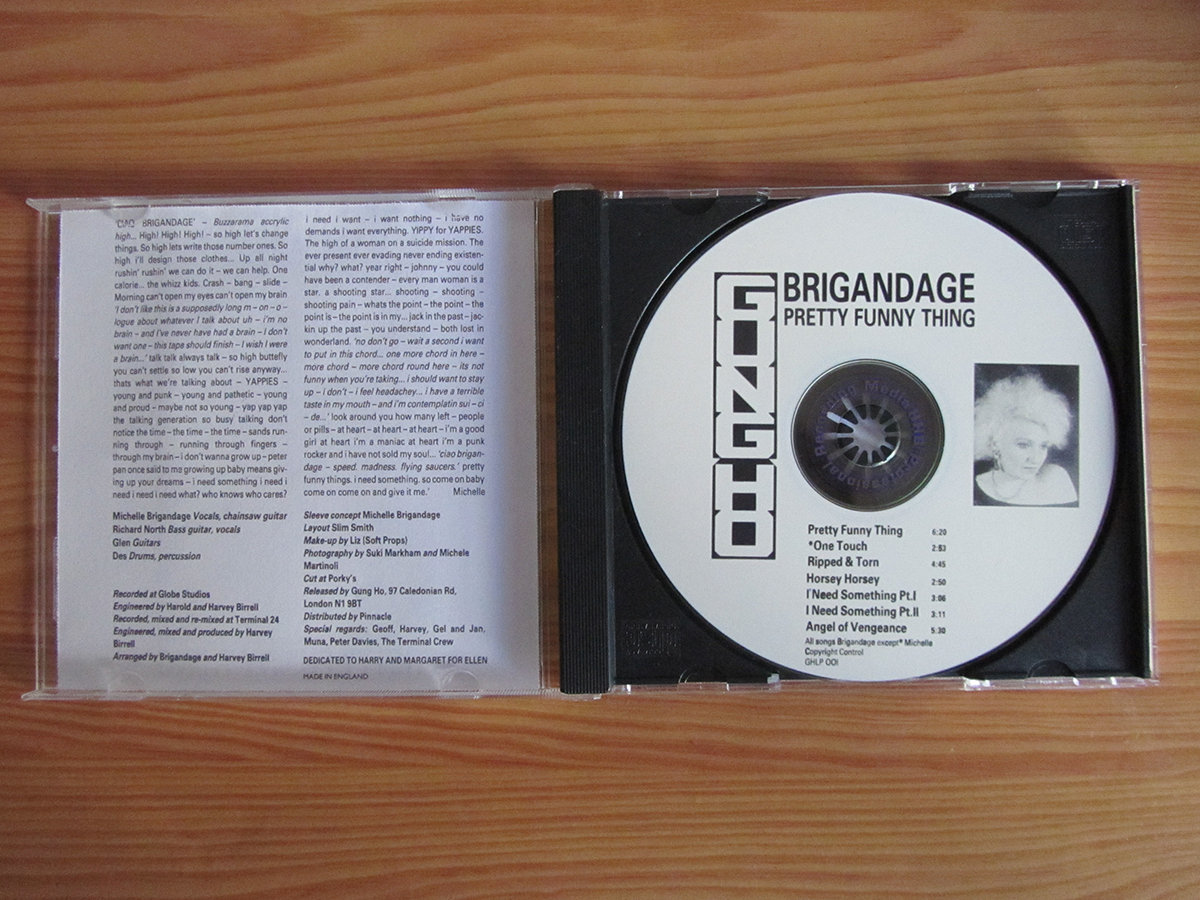 'CIAO BRIGANDAGE' – Buzzarama accrylic
high... High! High! High! – so high let's change
things. So high lets write those number ones. So
high i'll design those clothes... Up all night
rushin' rushin' we can do it – we can help. One
calorie... the whizz kids. Crash – bang – slide –
Morning can't open my eyes can't open my brain
'I don't like this is a supposedly long m – on – o –
logue about whatever I talk about uh – i'm no
brain – and i've never have had a brain – I don't
want one – this tape should finish – I wish I were
a brain...' talk talk always talk – so high buttefly
you can't settle so low you can't rise anyway...
thats what we're talking about – YAPPIES –
young and punk – young and pathetic – young
and proud – maybe not so young – yap yap yap
the talking generation so busy talking don't
notice the time – the time – the time – sands run-
ning through – running through fingers –
through my brain – i don't wanna grow up – peter
pan once said to me growing up baby means giv-
ing up your dreams – i need something i need i
need i need i need what? who knows who cares?
i need i want – i want nothing – i have no
demands i want everything. YIPPY for YAPPIES.
The high of a woman on a suicide mission. The
ever present ever evading never ending existen-
tial why? what? year right – johnny – you could
have been a contender – every man woman is a
star. a shooting star... shooting – shooting –
shooting pain – whats the point – the point – the
point is – the point is in my... jack in the past – jac-
kin up the past – you understand – both lost in
wonderland. 'no don't go – wait a second i want
to put in this chord... one more chord in here –
more chord – more chord round here – its not
funny when you're taking... i should want to stay
up – i don't – i feel headachey... i have a terrible
taste in my mouth – and i'm contemplatin sui – ci
– de...' look around you how many left – people
or pills – at heart – at heart – at heart – i'm a good
girl at heart i'm a maniac at heart i'm a punk
rocker and i have not sold my soul... 'ciao brigan-
dage – speed. madness. flying saucers.' pretty
funny things. i need something. so come on baby
come on come on and give it me.' Michelle
Michelle Brigandage Vocals, chainsaw guitar
Richard North Bass guitar, vocals
Glen Guitars
Des Drums, percussion
Recorded at Globe Studios
Engineered by Harold and Harvey Birrell
Recorded, mixed and re-mixed at Terminal 24
Engineered, mixed and produced by Harvey
Birrell
Arranged by Brigandage and Harvey Birrell
Sleeve concept Michelle Brigandage
Layout Slim Smith
Make-up by Liz (Soft Props)
Photography by Suki Markham and Michele
Martinoli
Cut at Porky's
Released by Gung Ho, 97 Caledonian Rd,
London N1 9BT
Distributed by Pinnacle
Special regards: Geoff, Harvey, Gel and Jan,
Muna, Peter Davies, The Terminal Crew
DEDICATED TO HARRY AND MARGARET FOR ELLEN
MADE IN ENGLAND
GUNG HO
BRIGANDAGE
PRETTY FUNNY THING
Pretty Funny Thing 6:20
*One Touch 2:53
Ripped & Torn 4:45
Horsey Horsey 2:50
I Need Something Pt.I 3:06
I Need Something Pt.II 3:11
Angel of Vengeance 5:30
All songs Brigandage except* Michelle
Copyright Control
GHLP OOI